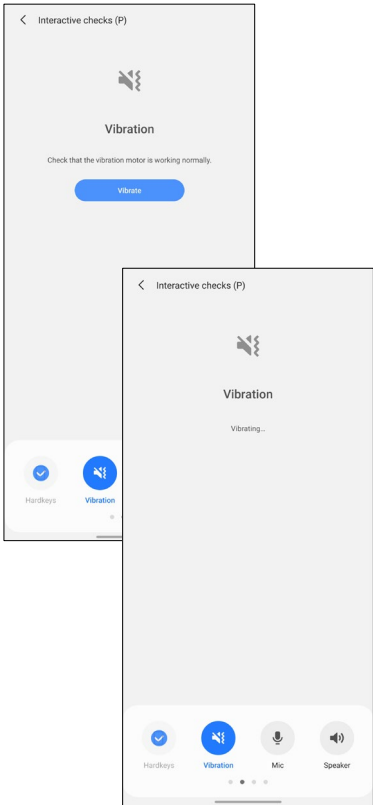 Interactive checks (P)
Vibration
Check that the vibration motor is working normally.
Vibrate
Hardkeys
Vibration
Interactive checks (P)
Vibration
Vibrating...
Hardkeys
Vibration
Mic
Speaker